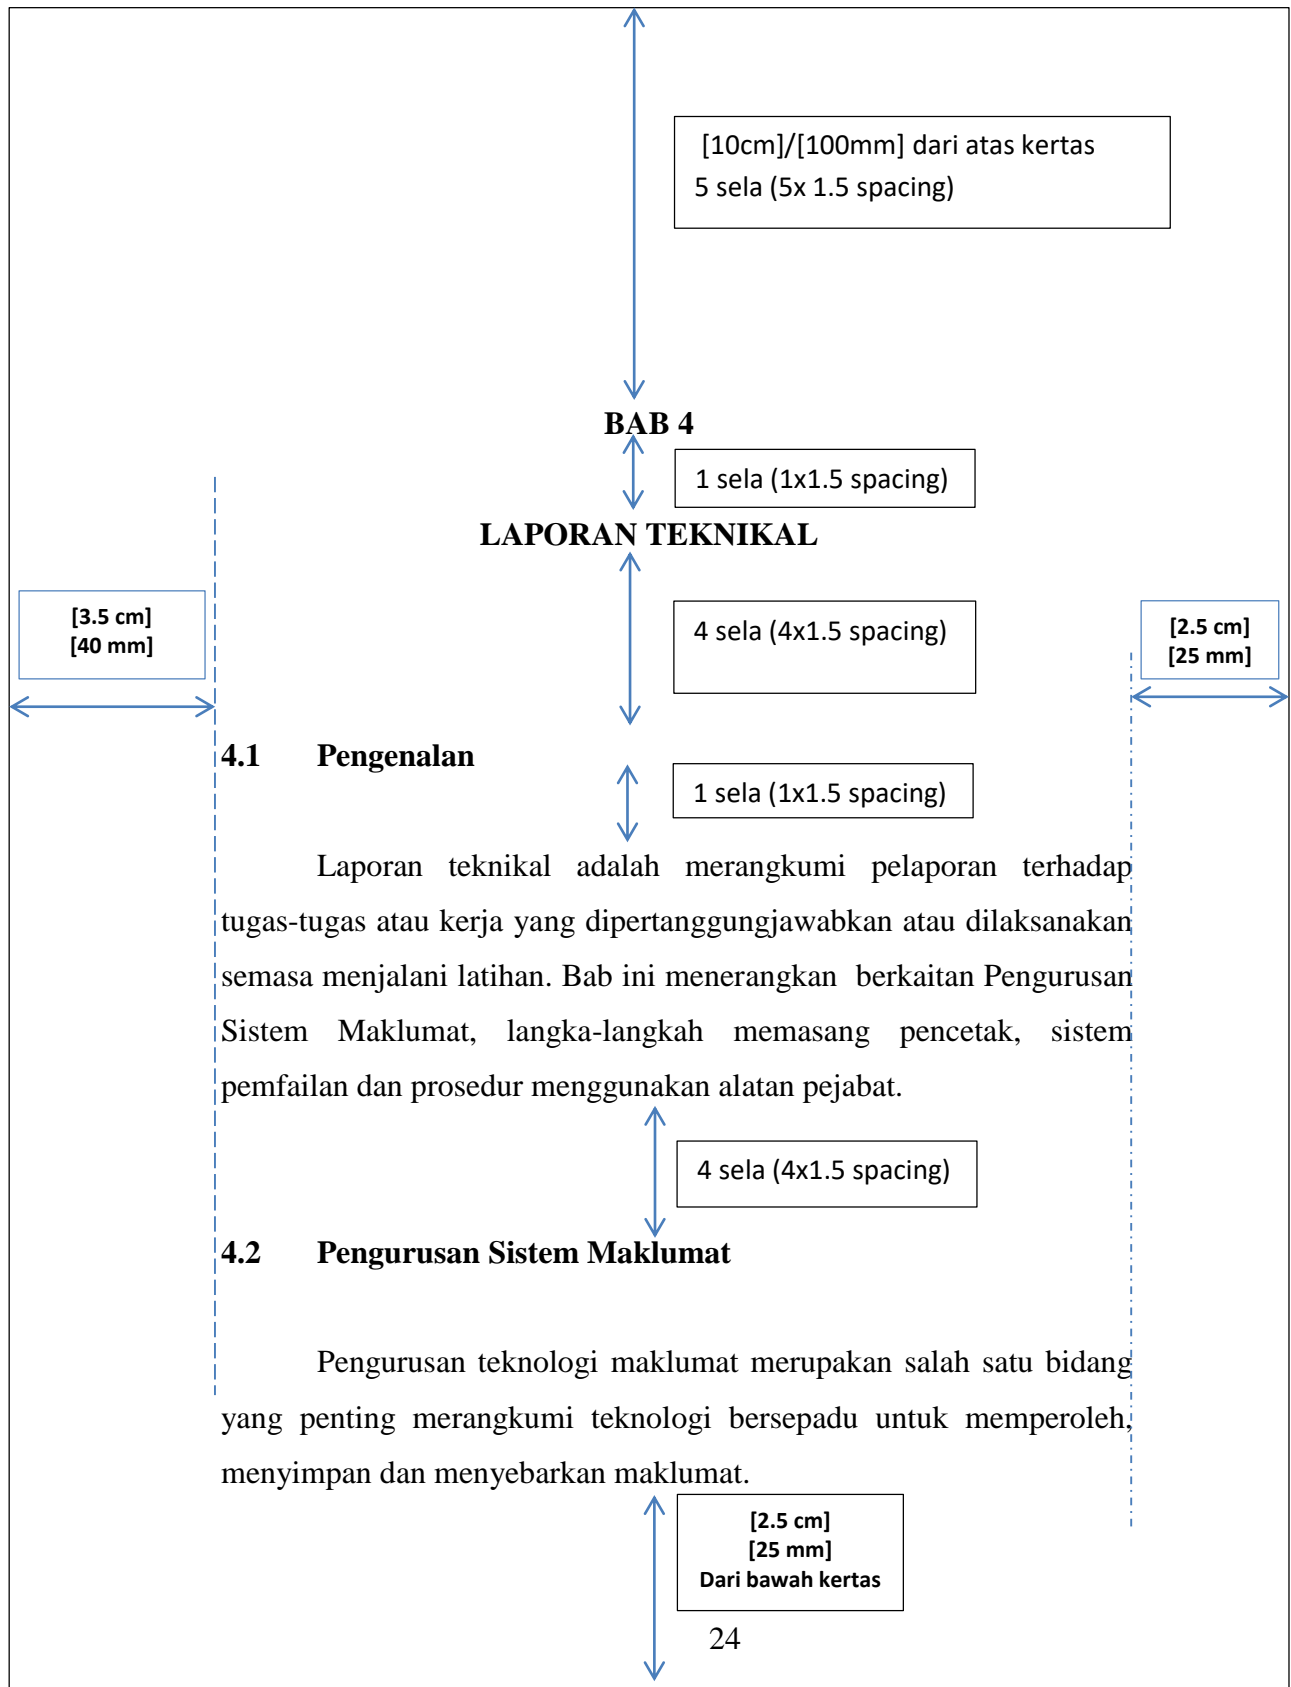 [10cm]/[100mm] dari atas kertas
5 sela (5x 1.5 spacing)
BAB 4
1 sela (1x1.5 spacing)
LAPORAN TEKNIKAL
[3.5 cm]
[40 mm]
4 sela (4x1.5 spacing)
[2.5 cm]
[25 mm]
4.1 Pengenalan
1 sela (1x1.5 spacing)
Laporan teknikal adalah merangkumi pelaporan terhadap
tugas-tugas atau kerja yang dipertanggungjawabkan atau dilaksanakan
semasa menjalani latihan. Bab ini menerangkan  berkaitan Pengurusan
Sistem Maklumat, langka-langkah memasang pencetak, sistem
pemfailan dan prosedur menggunakan alatan pejabat.
4 sela (4x1.5 spacing)
4.2 Pengurusan Sistem Maklumat
Pengurusan teknologi maklumat merupakan salah satu bidang
yang penting merangkumi teknologi bersepadu untuk memperoleh,
menyimpan dan menyebarkan maklumat.
[2.5 cm]
[25 mm]
Dari bawah kertas
24